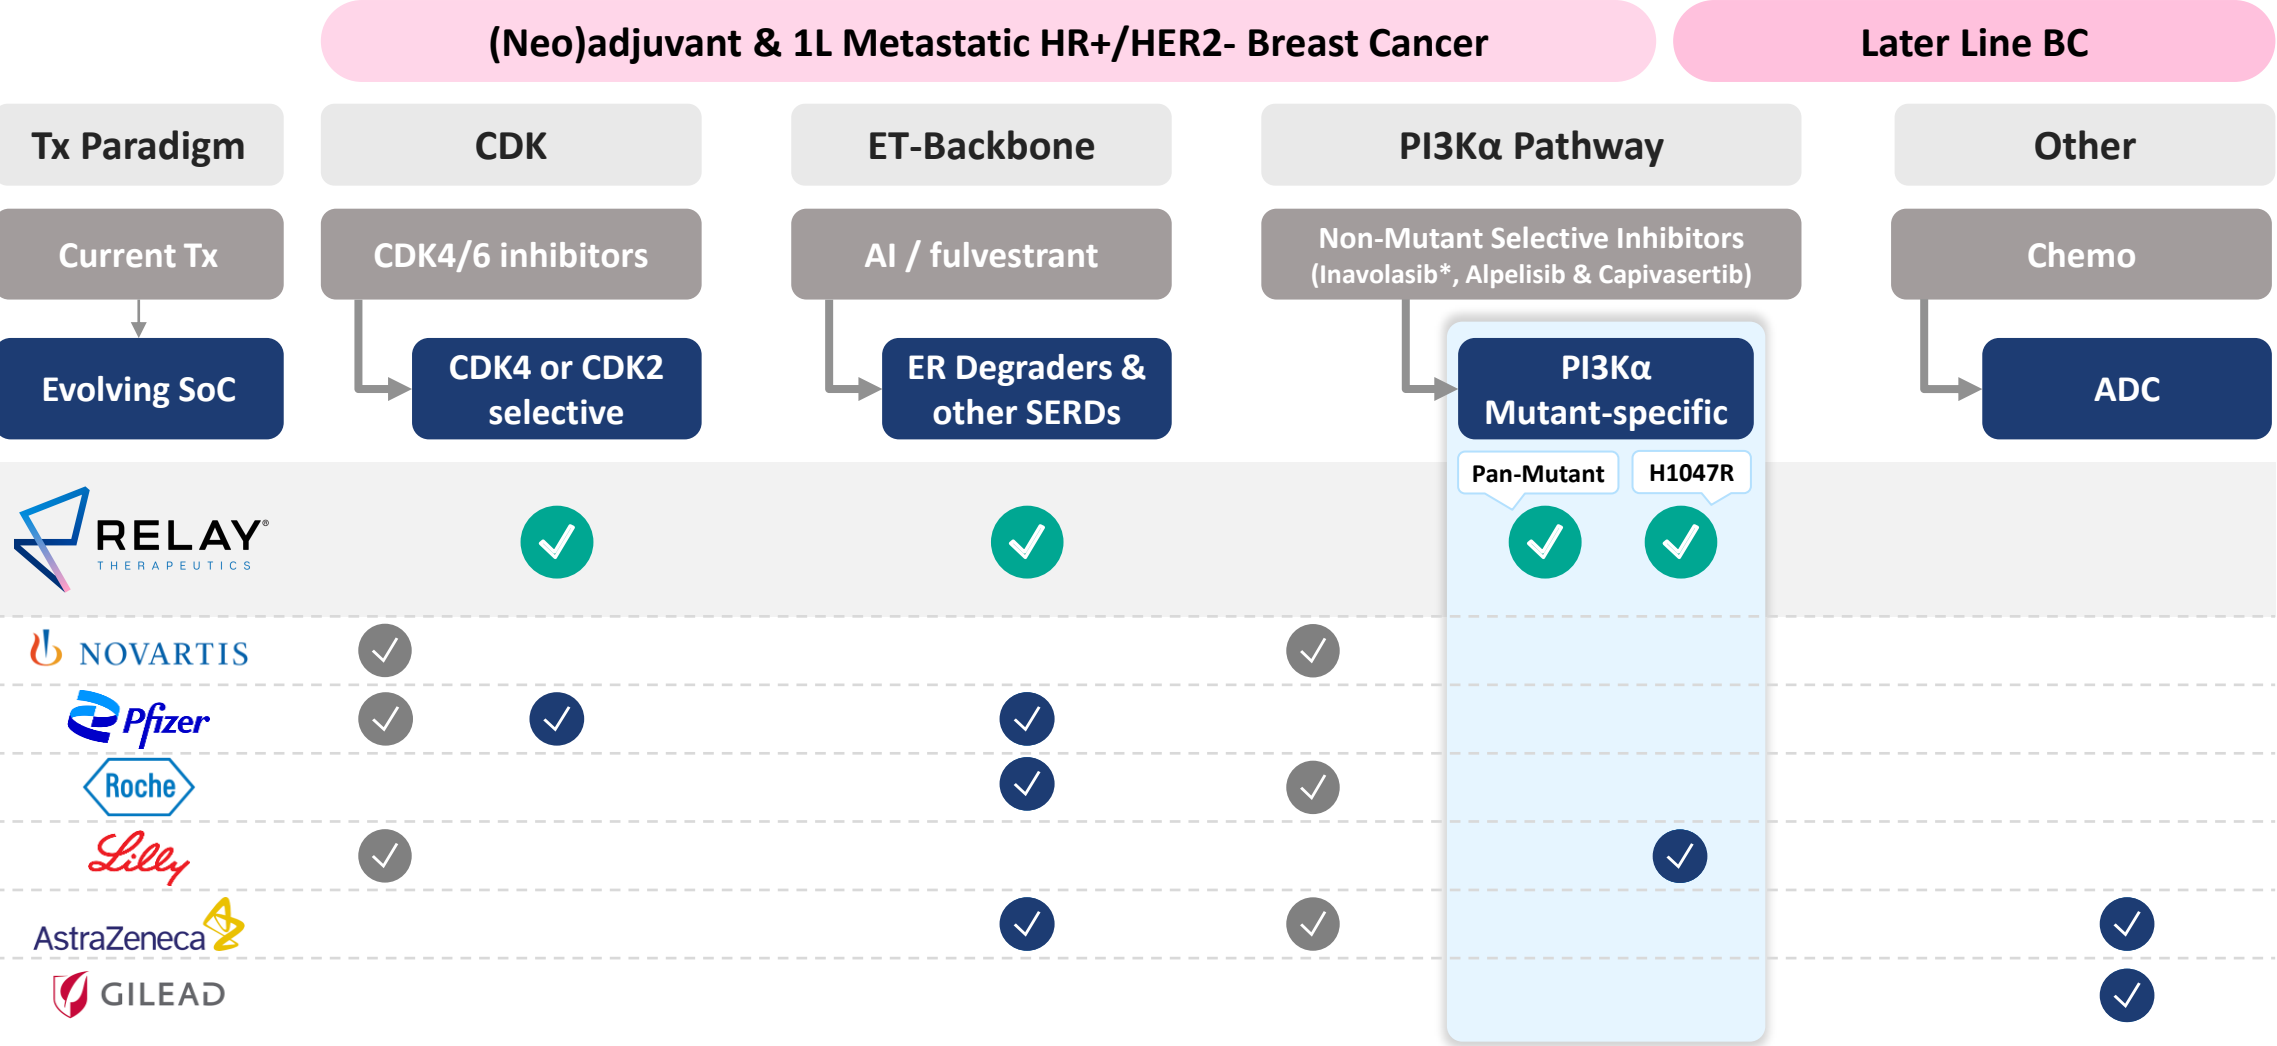 (Neo)adjuvant & 1L Metastatic HR+/HER2- Breast Cancer
Later Line BC
Tx Paradigm
CDK
ET-Backbone
PI3Kα Pathway
Other
Current Tx
CDK4/6 inhibitors
AI / fulvestrant
Non-Mutant Selective Inhibitors
(Inavolasib*, Alpelisib & Capivasertib)
Chemo
Evolving SoC
CDK4 or CDK2
selective
ER Degraders &
other SERDs
PI3Kα
Mutant-specific
ADC
Pan-Mutant
H1047R
RELAY®
THERAPEUTICS
NOVARTIS
Pfizer
Roche
Lilly
AstraZeneca
GILEAD